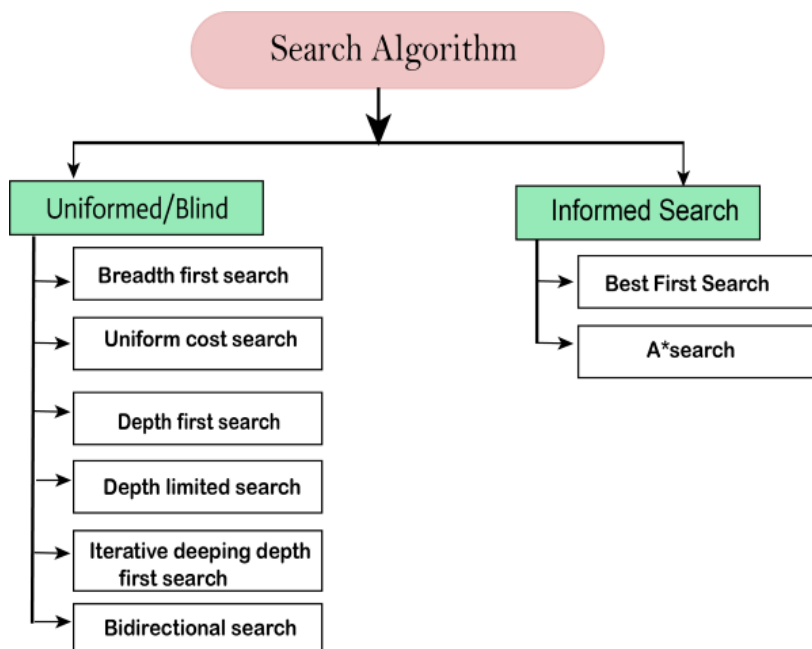 Search Algorithm
Uniformed/Blind
Breadth first search
Uniform cost search
Depth first search
Depth limited search
Iterative deeping depth
first search
Bidirectional search
Informed Search
Best First Search
A*search